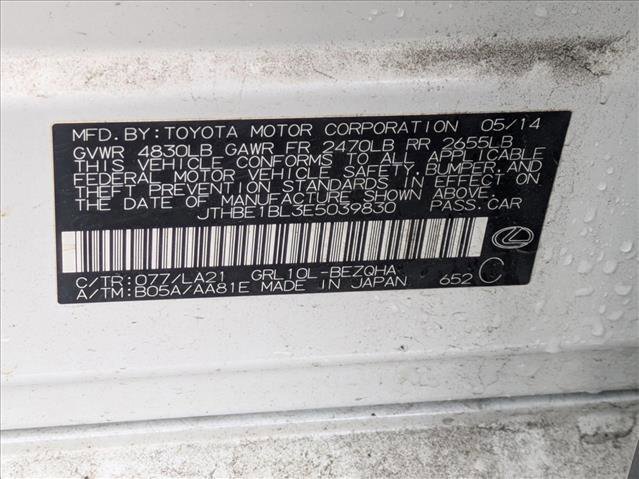 MFD. BY: TOYOTA MOTOR CORPORATION 05/14
GVWR 4830LB GAWR FR 2470LB RR 2655LB
THIS VEHICLE CONFORMS TO ALL APPLICABLE
FEDERAL MOTOR VEHICLE SAFETY, BUMPER, AND
THEFT PREVENTION STANDARDS IN EFFECT ON
THE DATE OF MANUFACTURE SHOWN ABOVE.
JTHBE1BL3E5039830 PASS. CAR
C/TR: 077/LA21 GRL10L-BEZQHA 652 C
A/TM: B05A/AA81E MADE IN JAPAN